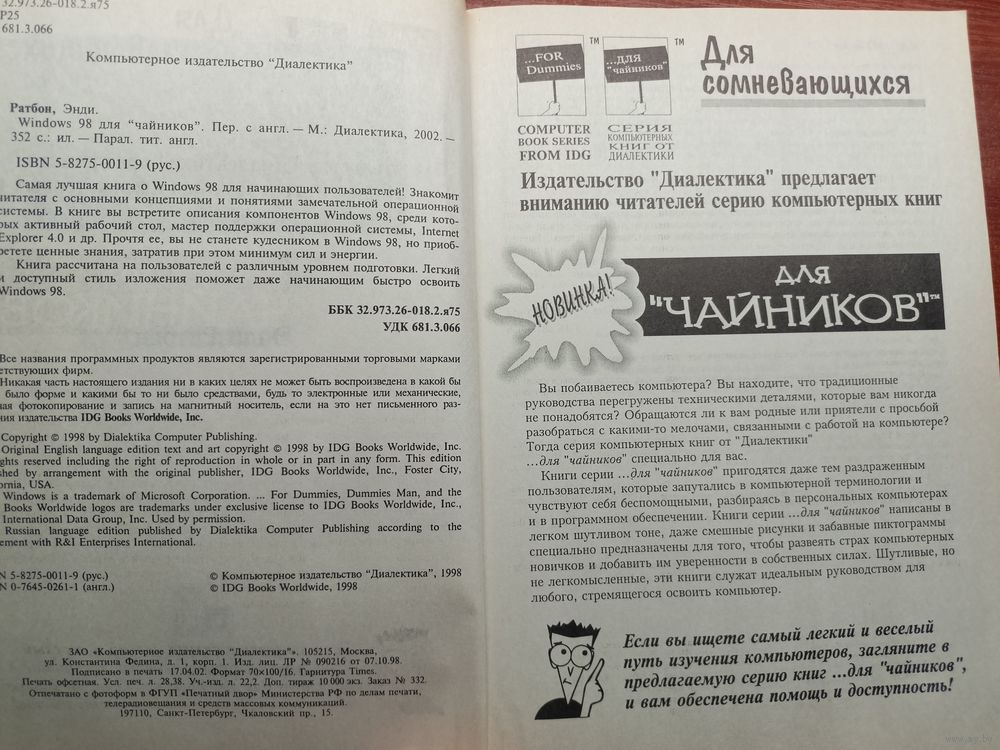 32.973.26-018.2.я75
Р25
681.3.066
Компьютерное издательство "Диалектика"
Ратбон, Энди.
Windows 98 для "чайников". Пер. с англ. — М.: Диалектика, 2002. —
352 с.: ил. — Парал. тит. англ.
ISBN 5-8275-0011-9 (рус.)
Самая лучшая книга о Windows 98 для начинающих пользователей! Знакомит
читателя с основными концепциями и понятиями замечательной операционной
системы. В книге вы встретите описания компонентов Windows 98, среди кото-
рых активный рабочий стол, мастер поддержки операционной системы, Internet
Explorer 4.0 и др. Прочтя ее, вы не станете кудесником в Windows 98, но приоб-
ретете ценные знания, затратив при этом минимум сил и энергии.
Книга рассчитана на пользователей с различным уровнем подготовки. Легкий
и доступный стиль изложения поможет даже начинающим быстро освоить
Windows 98.
ББК 32.973.26-018.2.я75
УДК 681.3.066
Все названия программных продуктов являются зарегистрированными торговыми марками
етствующих фирм.
Никакая часть настоящего издания ни в каких целях не может быть воспроизведена в какой бы
было форме и какими бы то ни было средствами, будь то электронные или механические,
ая фотокопирование и запись на магнитный носитель, если на это нет письменного раз-
ния издательства IDG Books Worldwide, Inc.
Copyright © 1998 by Dialektika Computer Publishing.
Original English language edition text and art copyright © 1998 by IDG Books Worldwide, Inc.
ghts reserved including the right of reproduction in whole or in part in any form. This edition
shed by arrangement with the original publisher, IDG Books Worldwide, Inc., Foster City,
ornia, USA.
Windows is a trademark of Microsoft Corporation. ... For Dummies, Dummies Man, and the
Books Worldwide logos are trademarks under exclusive license to IDG Books Worldwide, Inc.,
International Data Group, Inc. Used by permission.
Russian language edition published by Dialektika Computer Publishing according to the
ement with R&I Enterprises International.
N 5-8275-0011-9 (рус.)
N 0-7645-0261-1 (англ.)
© Компьютерное издательство "Диалектика", 1998
© IDG Books Worldwide, 1998
ЗАО «Компьютерное издательство "Диалектика"». 105215, Москва,
ул. Константина Федина, д. 1, корп. 1. Изд. лиц. ЛР № 090216 от 07.10.98.
Подписано в печать 17.04.02. Формат 70×100/16. Гарнитура Times.
Печать офсетная. Усл. печ. л. 28,38. Уч.-изд. л. 22,2. Доп. тираж 10 000 экз. Заказ № 332.
Отпечатано с фотоформ в ФГУП «Печатный двор» Министерства РФ по делам печати,
телерадиовещания и средств массовых коммуникаций.
197110, Санкт-Петербург, Чкаловский пр., 15.
...FOR
Dummies
TM
...ДЛЯ
"чайников"
TM
COMPUTER
BOOK SERIES
FROM IDG
СЕРИЯ
КОМПЬЮТЕРНЫХ
КНИГ ОТ
ДИАЛЕКТИКИ
Для
сомневающихся
Издательство "Диалектика" предлагает
вниманию читателей серию компьютерных книг
НОВИНКА!
ДЛЯ
"ЧАЙНИКОВ"™
Вы побаиваетесь компьютера? Вы находите, что традиционные
руководства перегружены техническими деталями, которые вам никогда
не понадобятся? Обращаются ли к вам родные или приятели с просьбой
разобраться с какими-то мелочами, связанными с работой на компьютере?
Тогда серия компьютерных книг от "Диалектики"
...для "чайников" специально для вас.
Книги серии ...для "чайников" пригодятся даже тем раздраженным
пользователям, которые запутались в компьютерной терминологии и
чувствуют себя беспомощными, разбираясь в персональных компьютерах
и в программном обеспечении. Книги серии ...для "чайников" написаны в
легком шутливом тоне, даже смешные рисунки и забавные пиктограммы
специально предназначены для того, чтобы развеять страх компьютерных
новичков и добавить им уверенности в собственных силах. Шутливые, но
не легкомысленные, эти книги служат идеальным руководством для
любого, стремящегося освоить компьютер.
Если вы ищете самый легкий и веселый
путь изучения компьютеров, загляните в
предлагаемую серию книг ...для "чайников",
и вам обеспечена помощь и доступность!